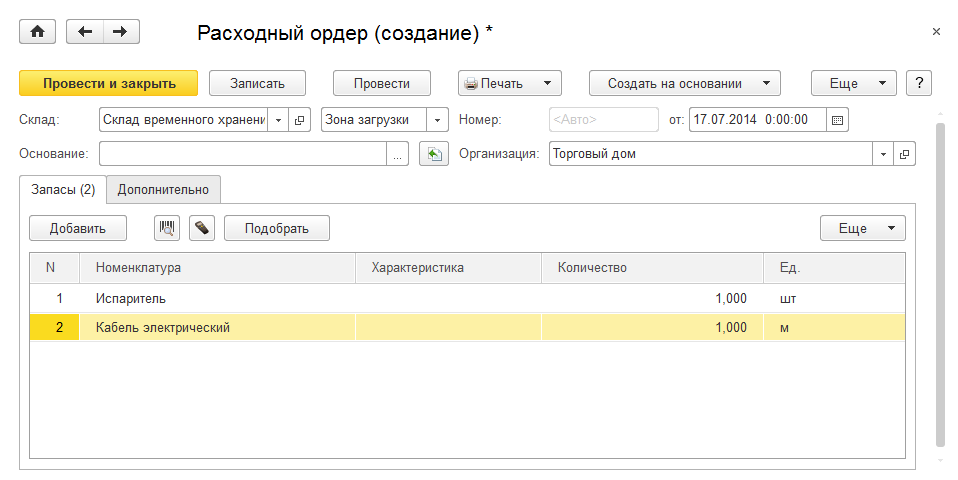 Расходный ордер (создание) *
Провести и закрыть Записать Провести Печать Создать на основании Еще ?
Склад: Склад временного хранени Зона загрузки Номер: <Авто> от: 17.07.2014 0:00:00
Основание: ... Организация: Торговый дом
Запасы (2) Дополнительно
Добавить Подобрать Еще
N Номенклатура Характеристика Количество Ед.
1 Испаритель 1,000 шт
2 Кабель электрический 1,000 м